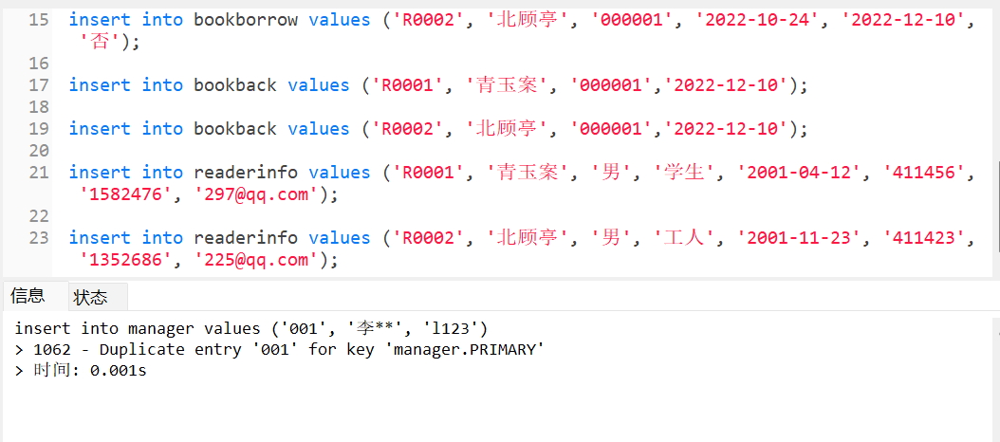 15 insert into bookborrow values ('R0002', '北顾亭', '000001', '2022-10-24', '2022-12-10',
'否');
16
17 insert into bookback values ('R0001', '青玉案', '000001','2022-12-10');
18
19 insert into bookback values ('R0002', '北顾亭', '000001','2022-12-10');
20
21 insert into readerinfo values ('R0001', '青玉案', '男', '学生', '2001-04-12', '411456',
'1582476', '297@qq.com');
22
23 insert into readerinfo values ('R0002', '北顾亭', '男', '工人', '2001-11-23', '411423',
'1352686', '225@qq.com');
信息 状态
insert into manager values ('001', '李**', 'l123')
> 1062 - Duplicate entry '001' for key 'manager.PRIMARY'
> 时间: 0.001s